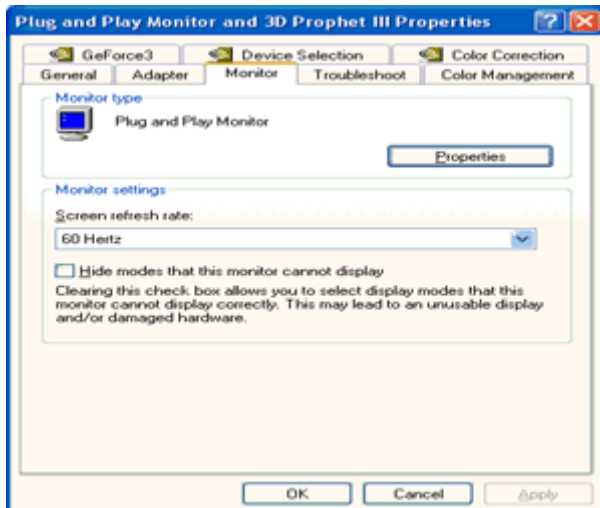 Plug and Play Monitor and 3D Prophet III Properties
GeForce3 Device Selection Color Correction
General Adapter Monitor Troubleshoot Color Management
Monitor type
Plug and Play Monitor
Properties
Monitor settings
Screen refresh rate:
60 Hertz
Hide modes that this monitor cannot display
Clearing this check box allows you to select display modes that this
monitor cannot display correctly. This may lead to an unusable display
and/or damaged hardware.
OK Cancel Apply